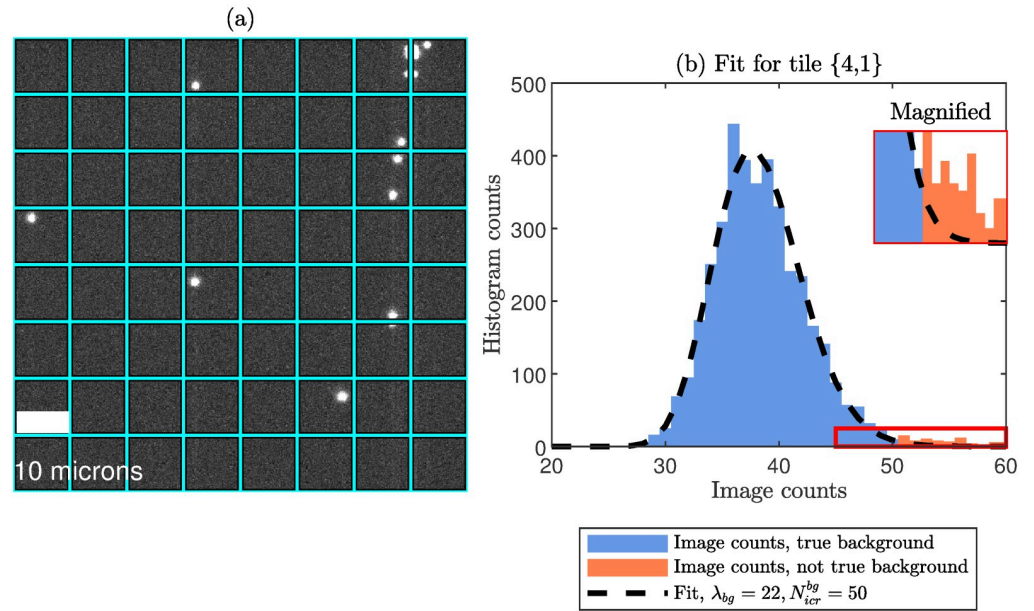 (a)
10 microns
(b) Fit for tile {4,1}
500
400
300
200
100
0
Histogram counts
20
30
40
50
60
Image counts
Magnified
Image counts, true background
Image counts, not true background
Fit, λ_bg = 22, N_icr^bg = 50